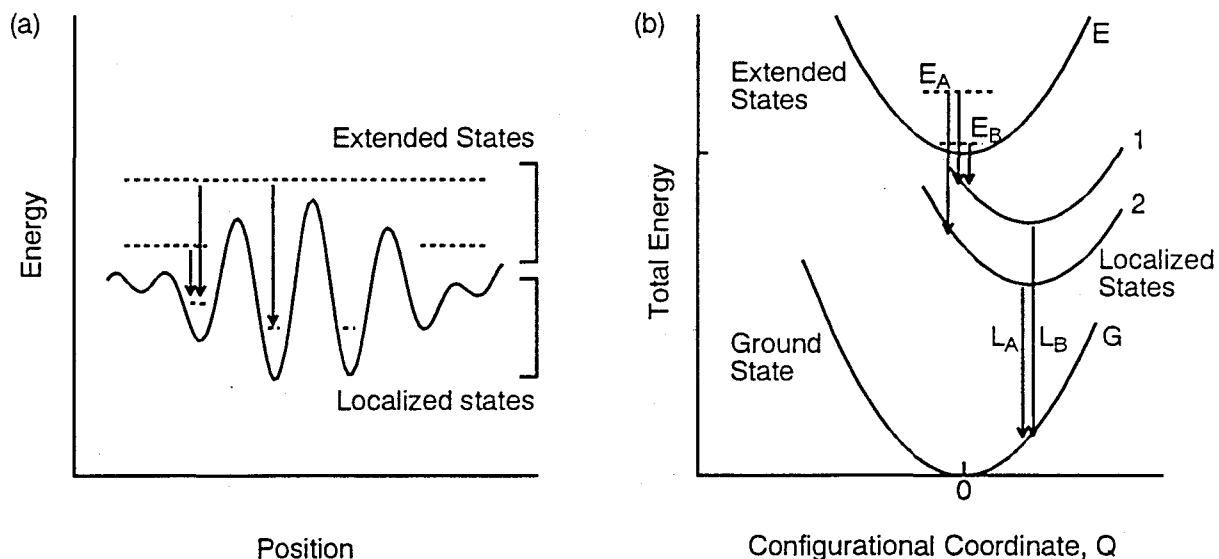 (a)
Extended States
Energy
Localized states
Position
(b)
E
Extended
States
E_A
E_B
1
2
Total Energy
Localized
States
Ground
State
L_A
L_B
G
0
Configurational Coordinate, Q